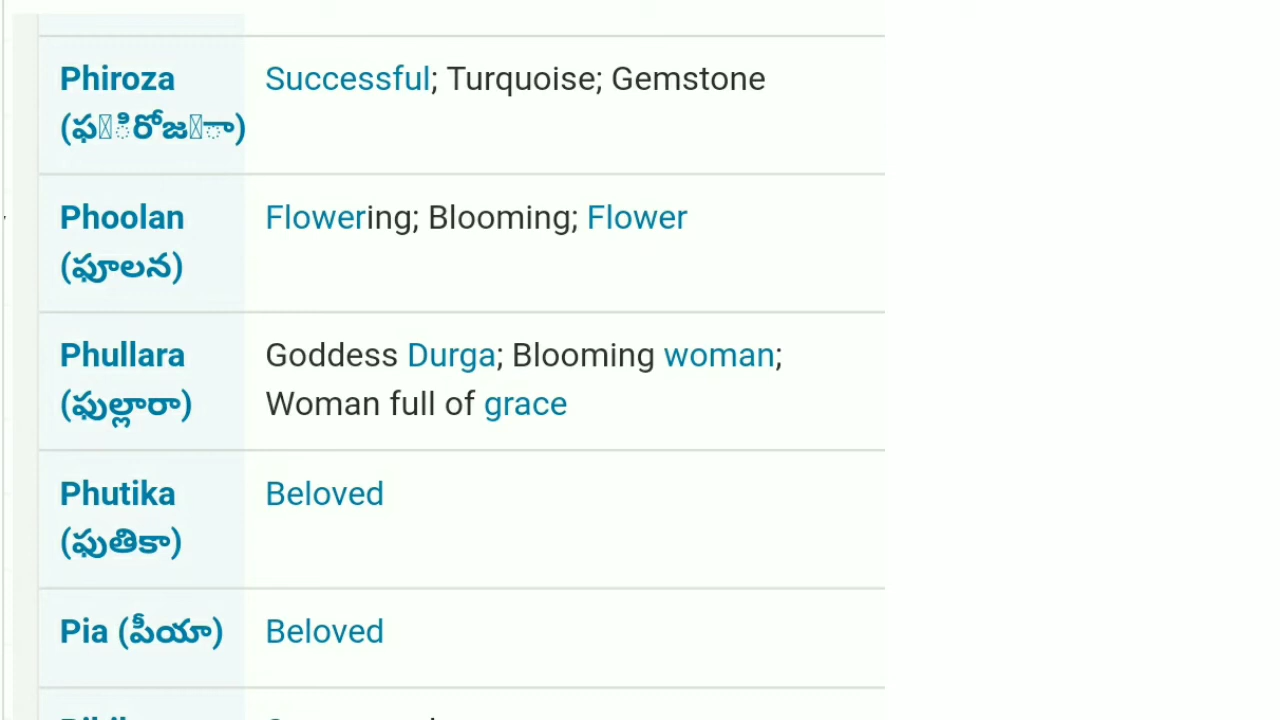 Phiroza Successful; Turquoise; Gemstone
Phoolan Flowering; Blooming; Flower
(ఫూలన)
Phullara Goddess Durga; Blooming woman;
(ఫుల్లారా) Woman full of grace
Phutika Beloved
(ఫుతికా)
Pia (పీయా) Beloved